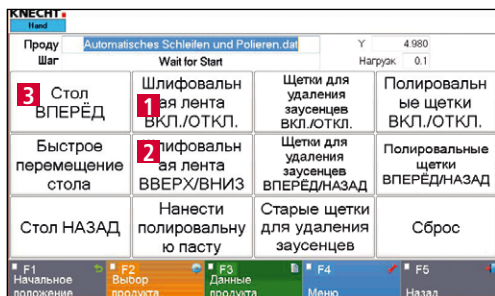 KNECHT
Hand
Проду Automatisches Schleifen und Polieren.dat Y 4.980
Шаг Wait for Start Нагрузк 0.1
3 Стол
ВПЕРЁД
1 Шлифовальн
ая лента
ВКЛ./ОТКЛ.
Щетки для
удаления
заусенцев
ВКЛ./ОТКЛ.
Полировальн
ые щетки
ВКЛ./ОТКЛ.
Быстрое
перемещение
стола
2 лифовальн
ая лента
ВВЕРХ/ВНИЗ
Щетки для
удаления
заусенцев
ВПЕРЁД/НАЗАД
Полировальные
щетки
ВПЕРЁД/НАЗАД
Стол НАЗАД
Нанести
полировальну
ю пасту
Старые щетки
для удаления
заусенцев
Сброс
F1
Начальное
положение
F2
Выбор
продукта
F3
Данные
продукта
F4
Меню
F5
Назад